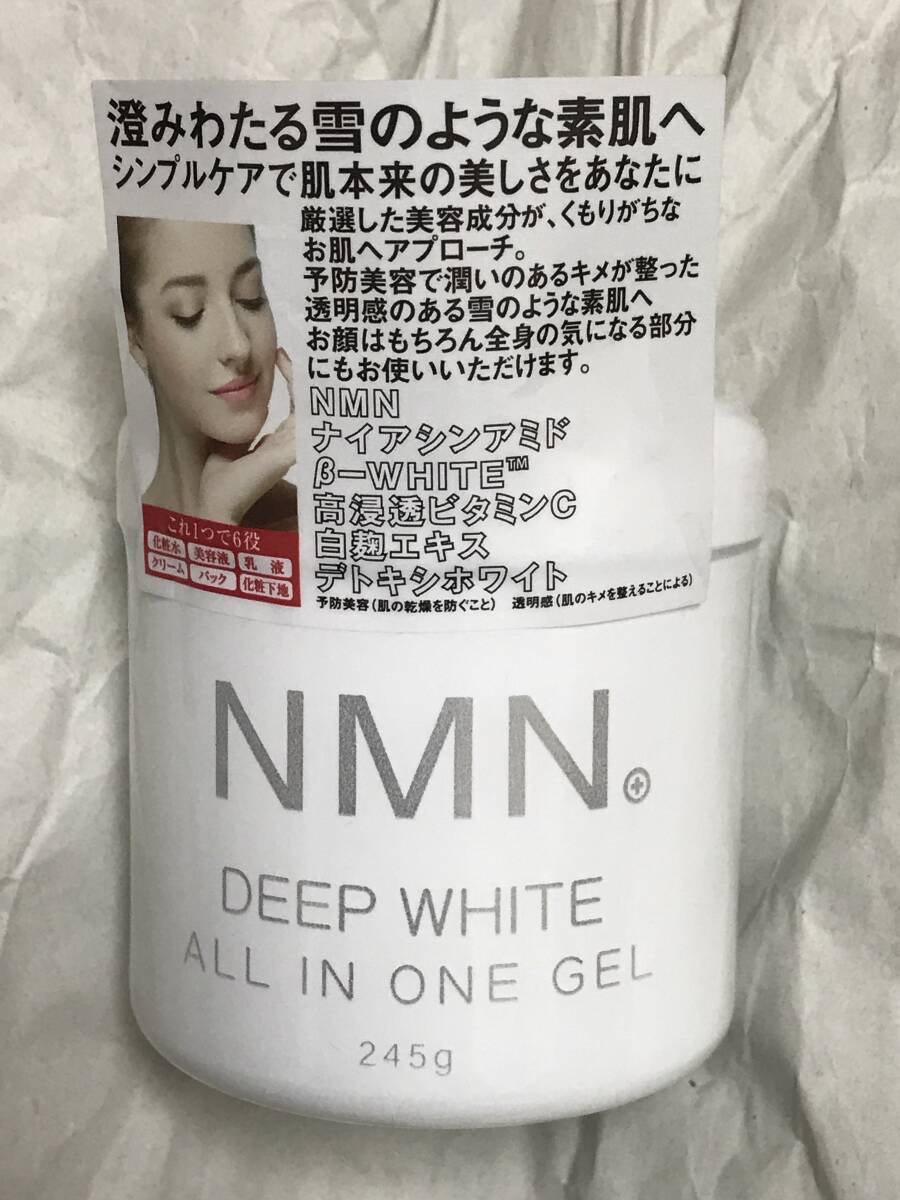 澄みわたる雪のような素肌へ
シンプルケアで肌本来の美しさをあなたに
厳選した美容成分が、くもりがちな
お肌へアプローチ。
予防美容で潤いのあるキメが整った
透明感のある雪のような素肌へ
お顔はもちろん全身の気になる部分
にもお使いいただけます。
NMN
ナイアシンアミド
β-WHITE™
高浸透ビタミンC
白麹エキス
デトキシホワイト
予防美容(肌の乾燥を防ぐこと) 透明感(肌のキメを整えることによる)
これ1つで6役
化粧水 美容液 乳液
クリーム パック 化粧下地
NMN
DEEP WHITE
ALL IN ONE GEL
245g